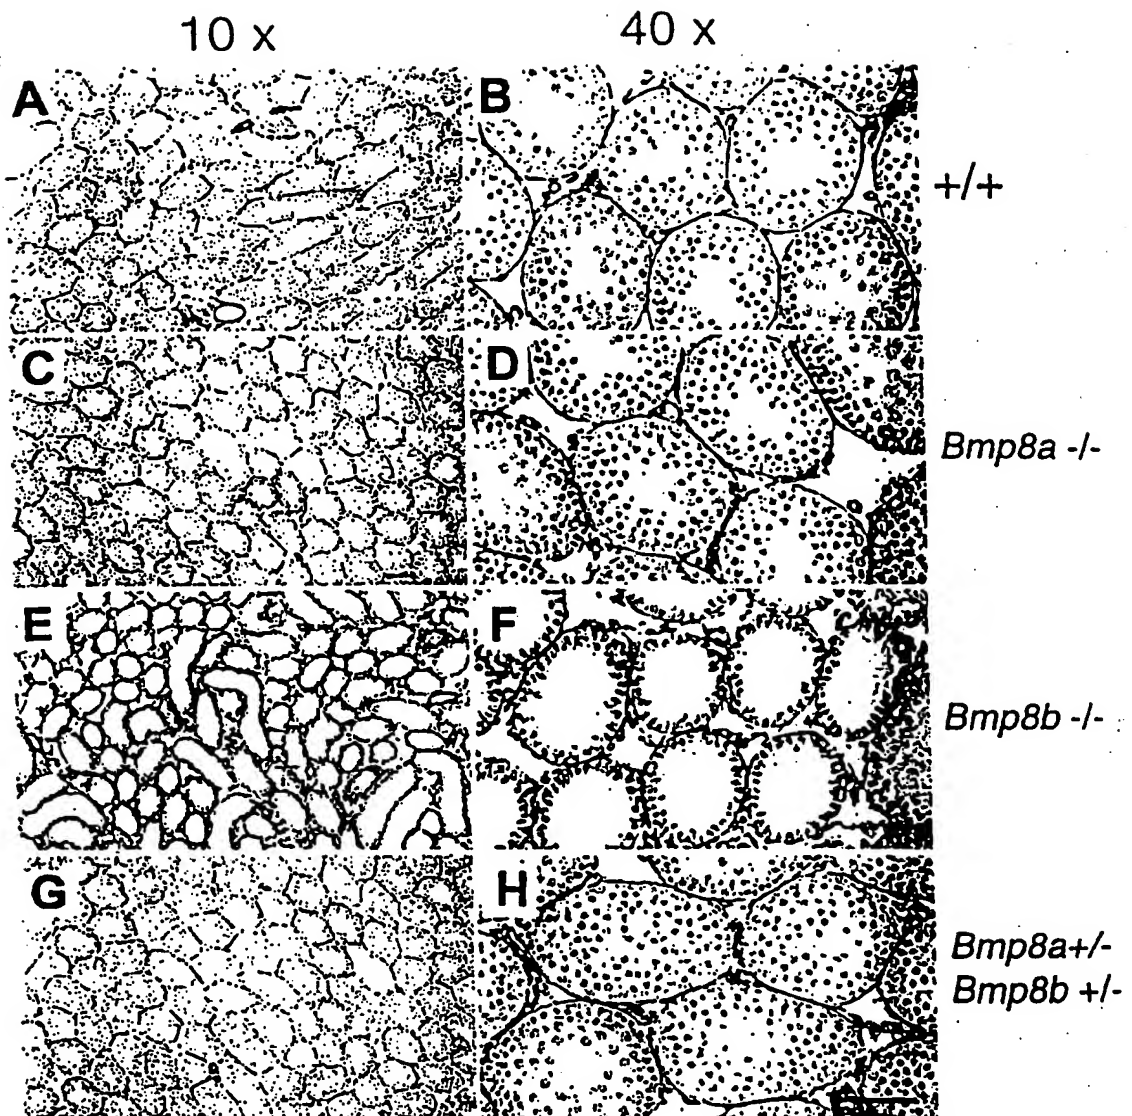 10 x 40 x
A B
+/+
C D
Bmp8a -/-
E F
Bmp8b -/-
G H
Bmp8a+/-
Bmp8b +/-